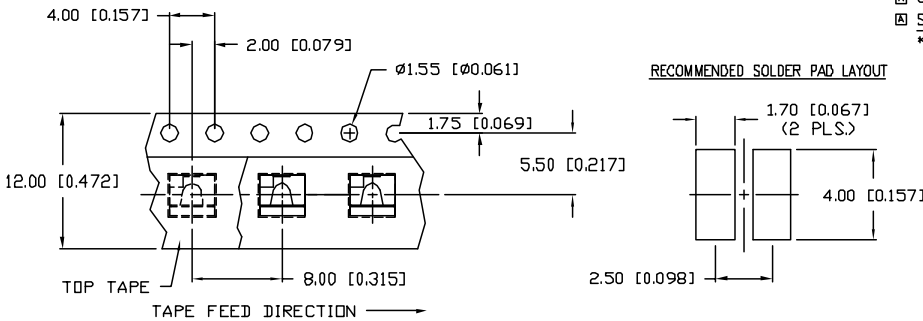 4.00 [0.157]
2.00 [0.079]
Ø1.55 [Ø0.061]
1.75 [0.069]
5.50 [0.217]
12.00 [0.472]
8.00 [0.315]
TOP TAPE
TAPE FEED DIRECTION
A S
*
RECOMMENDED SOLDER PAD LAYOUT
1.70 [0.067]
(2 PLS.)
4.00 [0.157]
2.50 [0.098]